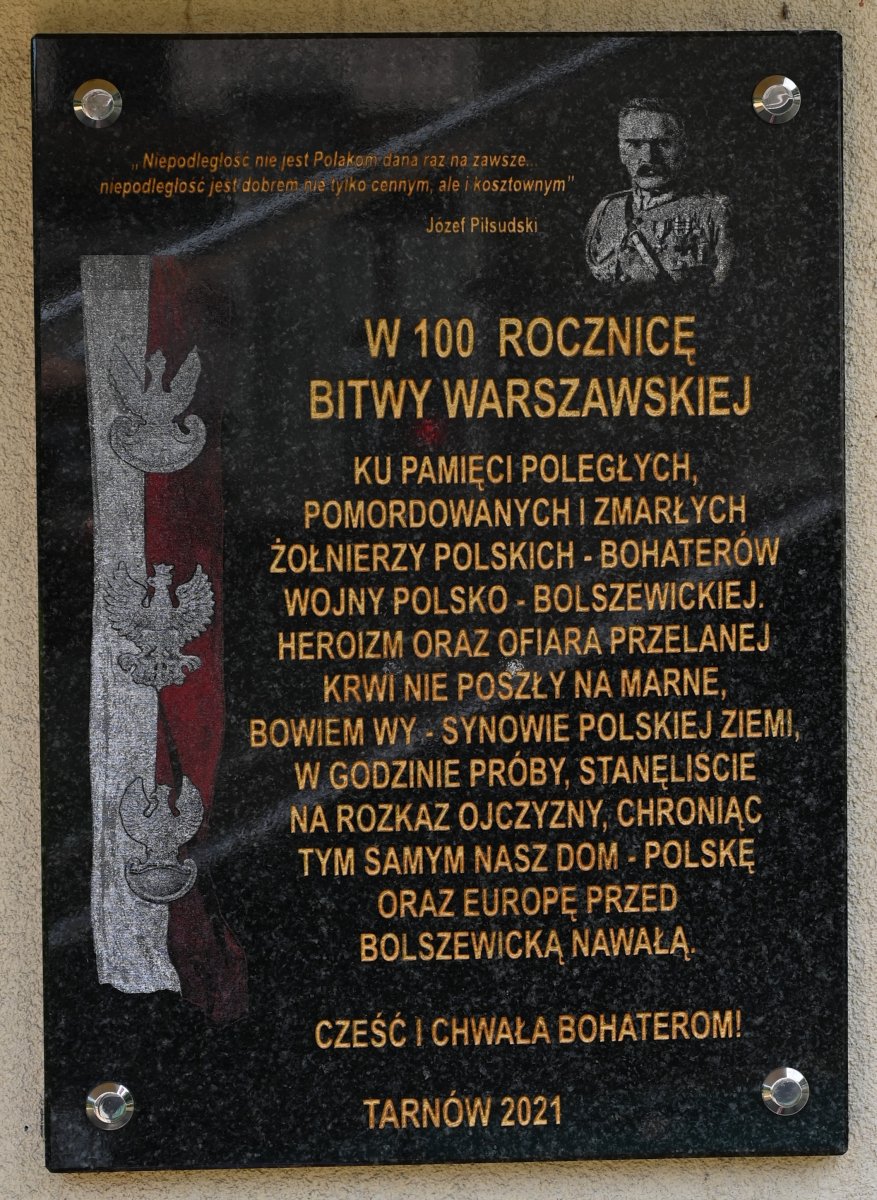 „Niepodległość nie jest Polakom dana raz na zawsze...
niepodległość jest dobrem nie tylko cennym, ale i kosztownym”
Józef Piłsudski
W 100 ROCZNICĘ
BITWY WARSZAWSKIEJ
KU PAMIĘCI POLEGŁYCH,
POMORDOWANYCH I ZMARŁYCH
ŻOŁNIERZY POLSKICH - BOHATERÓW
WOJNY POLSKO - BOLSZEWICKIEJ.
HEROIZM ORAZ OFIARA PRZELANEJ
KRWI NIE POSZŁY NA MARNE,
BOWIEM WY - SYNOWIE POLSKIEJ ZIEMI,
W GODZINIE PRÓBY, STANĘLIŚCIE
NA ROZKAZ OJCZYZNY, CHRONIĄC
TYM SAMYM NASZ DOM - POLSKĘ
ORAZ EUROPĘ PRZED
BOLSZEWICKĄ NAWAŁĄ.
CZEŚĆ I CHWAŁA BOHATEROM!
TARNÓW 2021